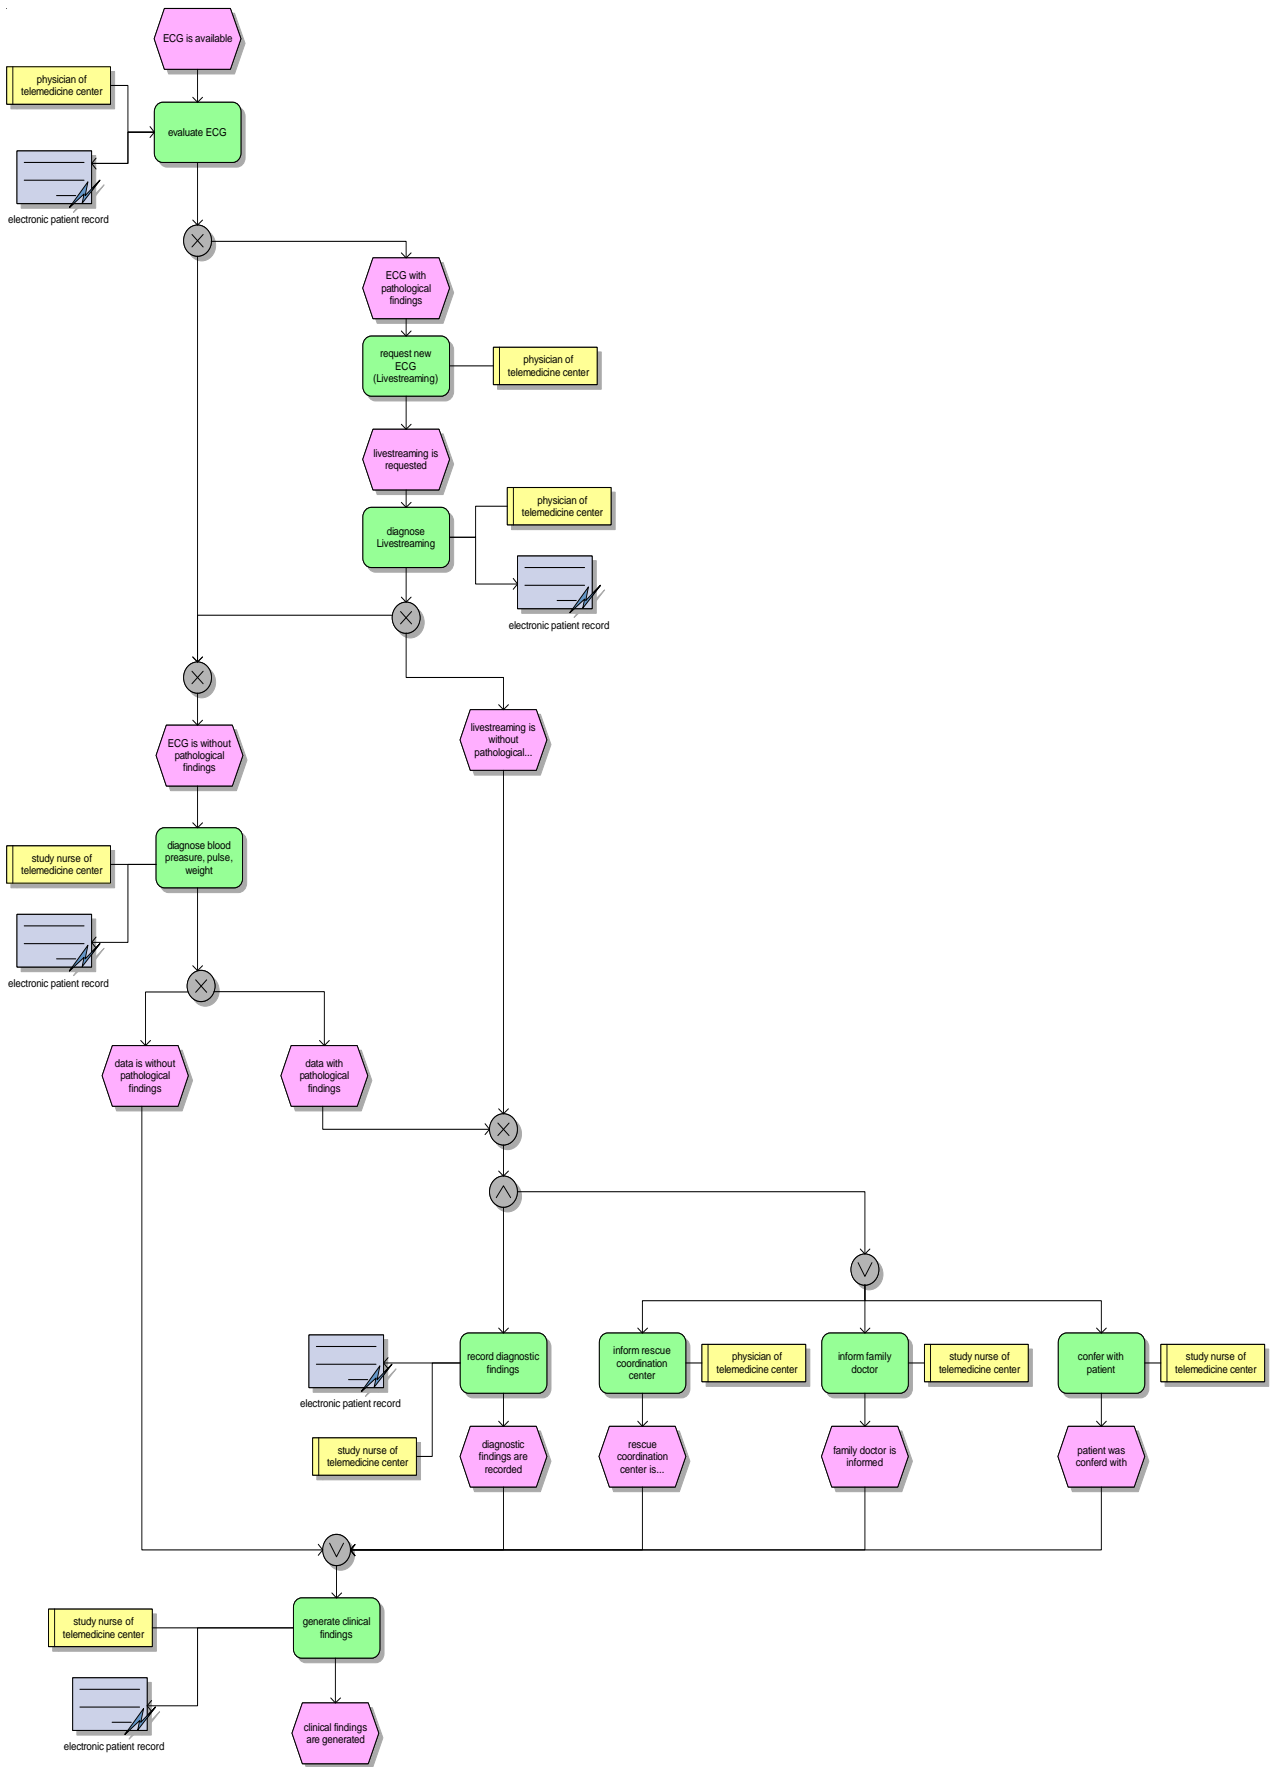 ECG is available
physician of
telemedicine center
evaluate ECG
electronic patient record
ECG with
pathological
findings
request new
ECG
(Livestreaming)
physician of
telemedicine center
livestreaming is
requested
physician of
telemedicine center
diagnose
Livestreaming
electronic patient record
ECG is without
pathological
findings
livestreaming is
without
pathological...
study nurse of
telemedicine center
diagnose blood
preasure, pulse,
weight
electronic patient record
data is without
pathological
findings
data with
pathological
findings
electronic patient record
record diagnostic
findings
inform rescue
coordination
center
physician of
telemedicine center
inform family
doctor
study nurse of
telemedicine center
confer with
patient
study nurse of
telemedicine center
study nurse of
telemedicine center
diagnostic
findings are
recorded
rescue
coordination
center is...
family doctor is
informed
patient was
conferd with
study nurse of
telemedicine center
generate clinical
findings
electronic patient record
clinical findings
are generated